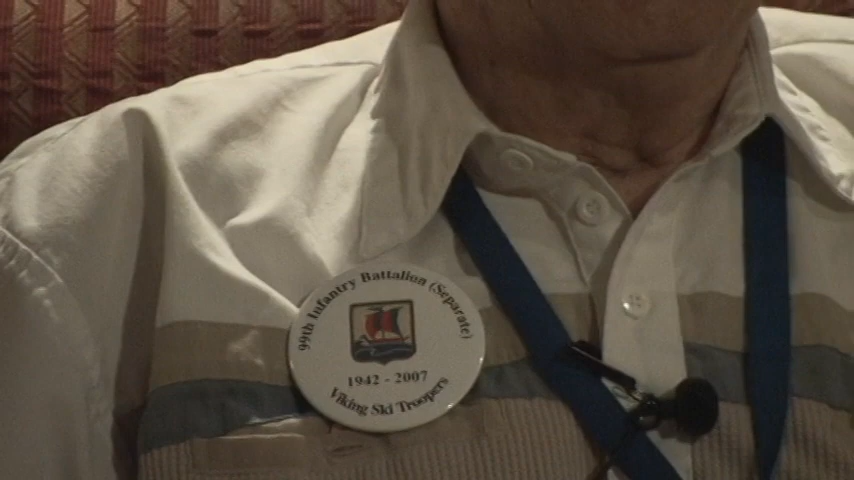 99th Infantry Battalion (Separate)
1942 - 2007
Viking Ski Troopers